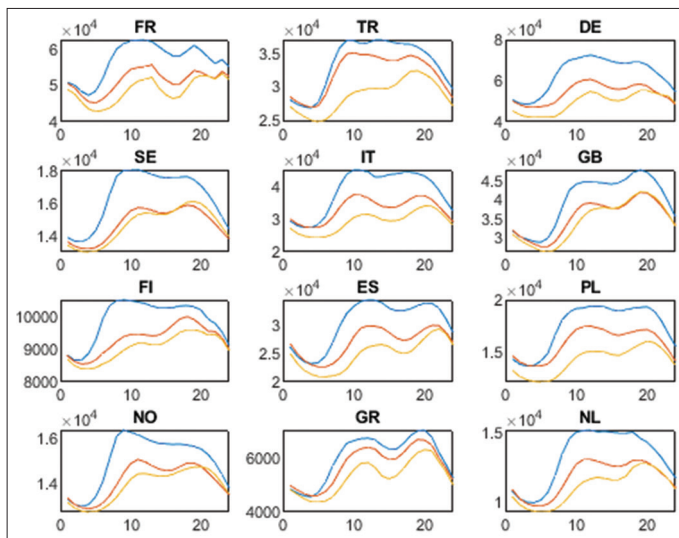 ×10⁴ FR
6
5
4
0 10 20
×10⁴ TR
3.5
3
2.5
0 10 20
×10⁴ DE
8
6
4
0 10 20
×10⁴ SE
1.8
1.6
1.4
0 10 20
×10⁴ IT
4
3
2
0 10 20
×10⁴ GB
4.5
4
3.5
3
0 10 20
FI
10000
9000
8000
0 10 20
×10⁴ ES
3
2.5
2
0 10 20
×10⁴ PL
2
1.5
0 10 20
×10⁴ NO
1.6
1.4
0 10 20
GR
6000
4000
0 10 20
×10⁴ NL
1.5
1
0 10 20